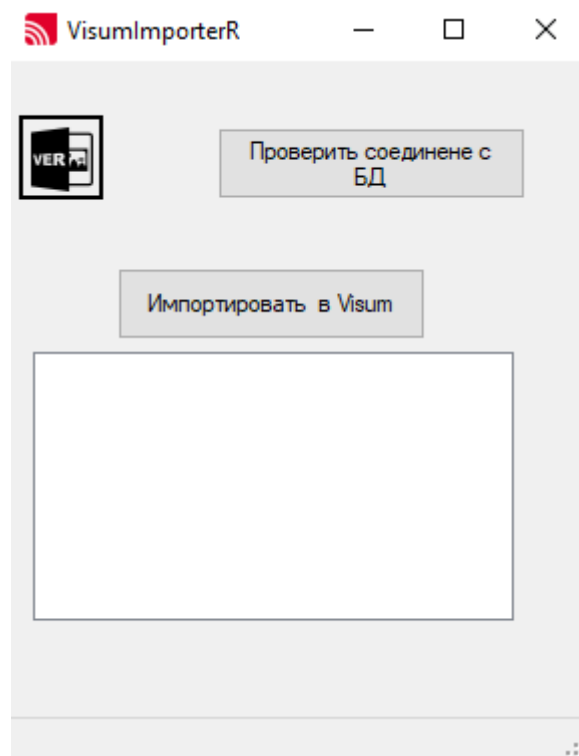 VisumImporterR
VER
Проверить соединене с
БД
Импортировать в Visum